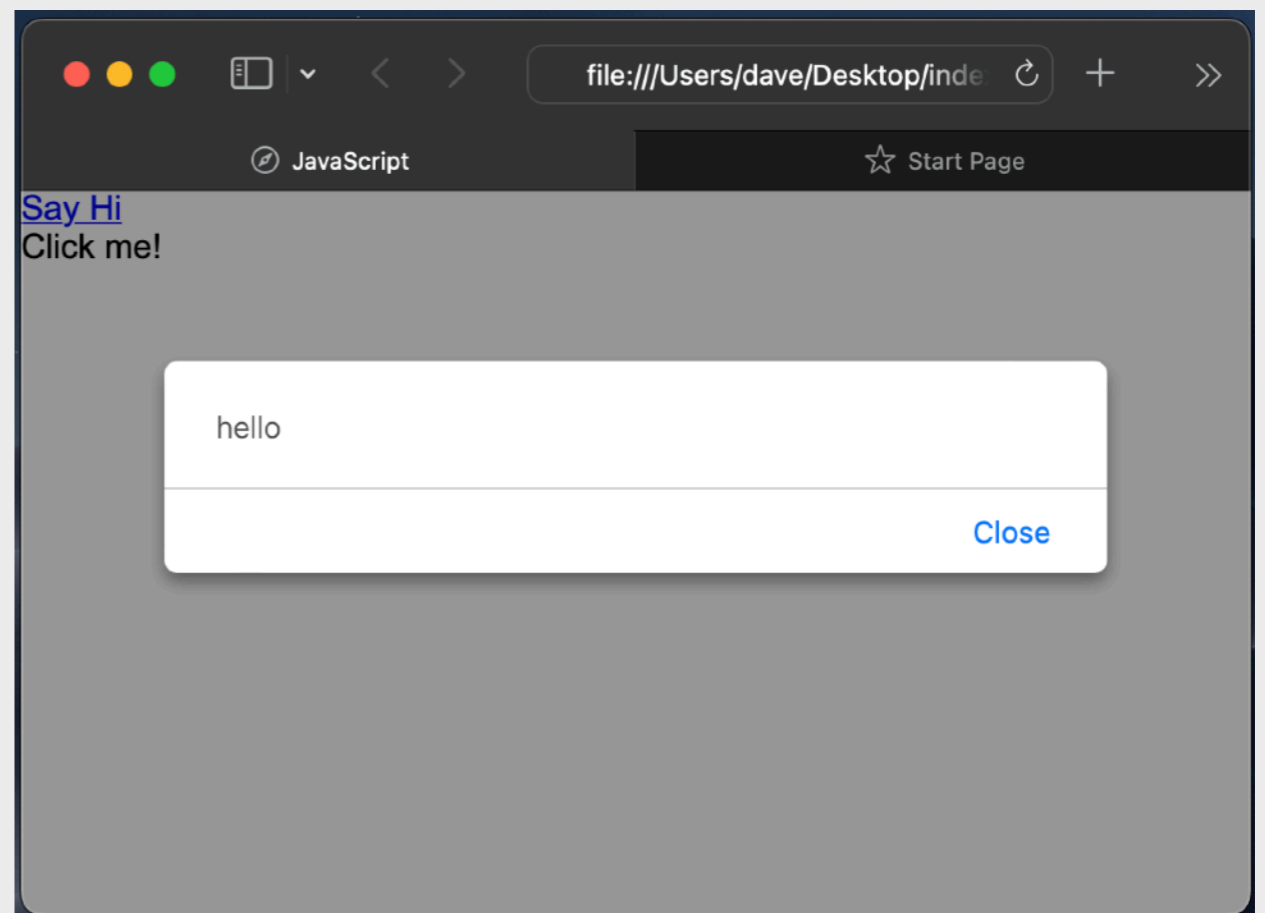 file:///Users/dave/Desktop/inde
JavaScript
Start Page
Say Hi
Click me!
hello
Close